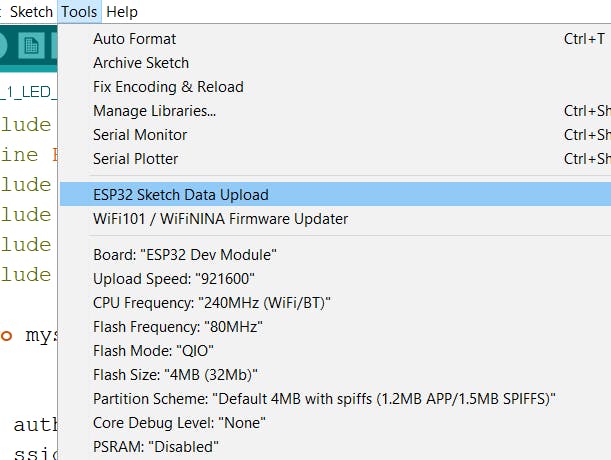 Sketch Tools Help
Auto Format Ctrl+T
Archive Sketch
Fix Encoding & Reload
_1_LED_
Manage Libraries... Ctrl+Sh
lude
Serial Monitor Ctrl+Sh
ine
Serial Plotter Ctrl+Sh
lude
ESP32 Sketch Data Upload
lude
WiFi101 / WiFiNINA Firmware Updater
lude
Board: "ESP32 Dev Module"
lude
Upload Speed: "921600"
CPU Frequency: "240MHz (WiFi/BT)"
Flash Frequency: "80MHz"
o mys
Flash Mode: "QIO"
Flash Size: "4MB (32Mb)"
Partition Scheme: "Default 4MB with spiffs (1.2MB APP/1.5MB SPIFFS)"
auth
Core Debug Level: "None"
PSRAM: "Disabled"
ssid